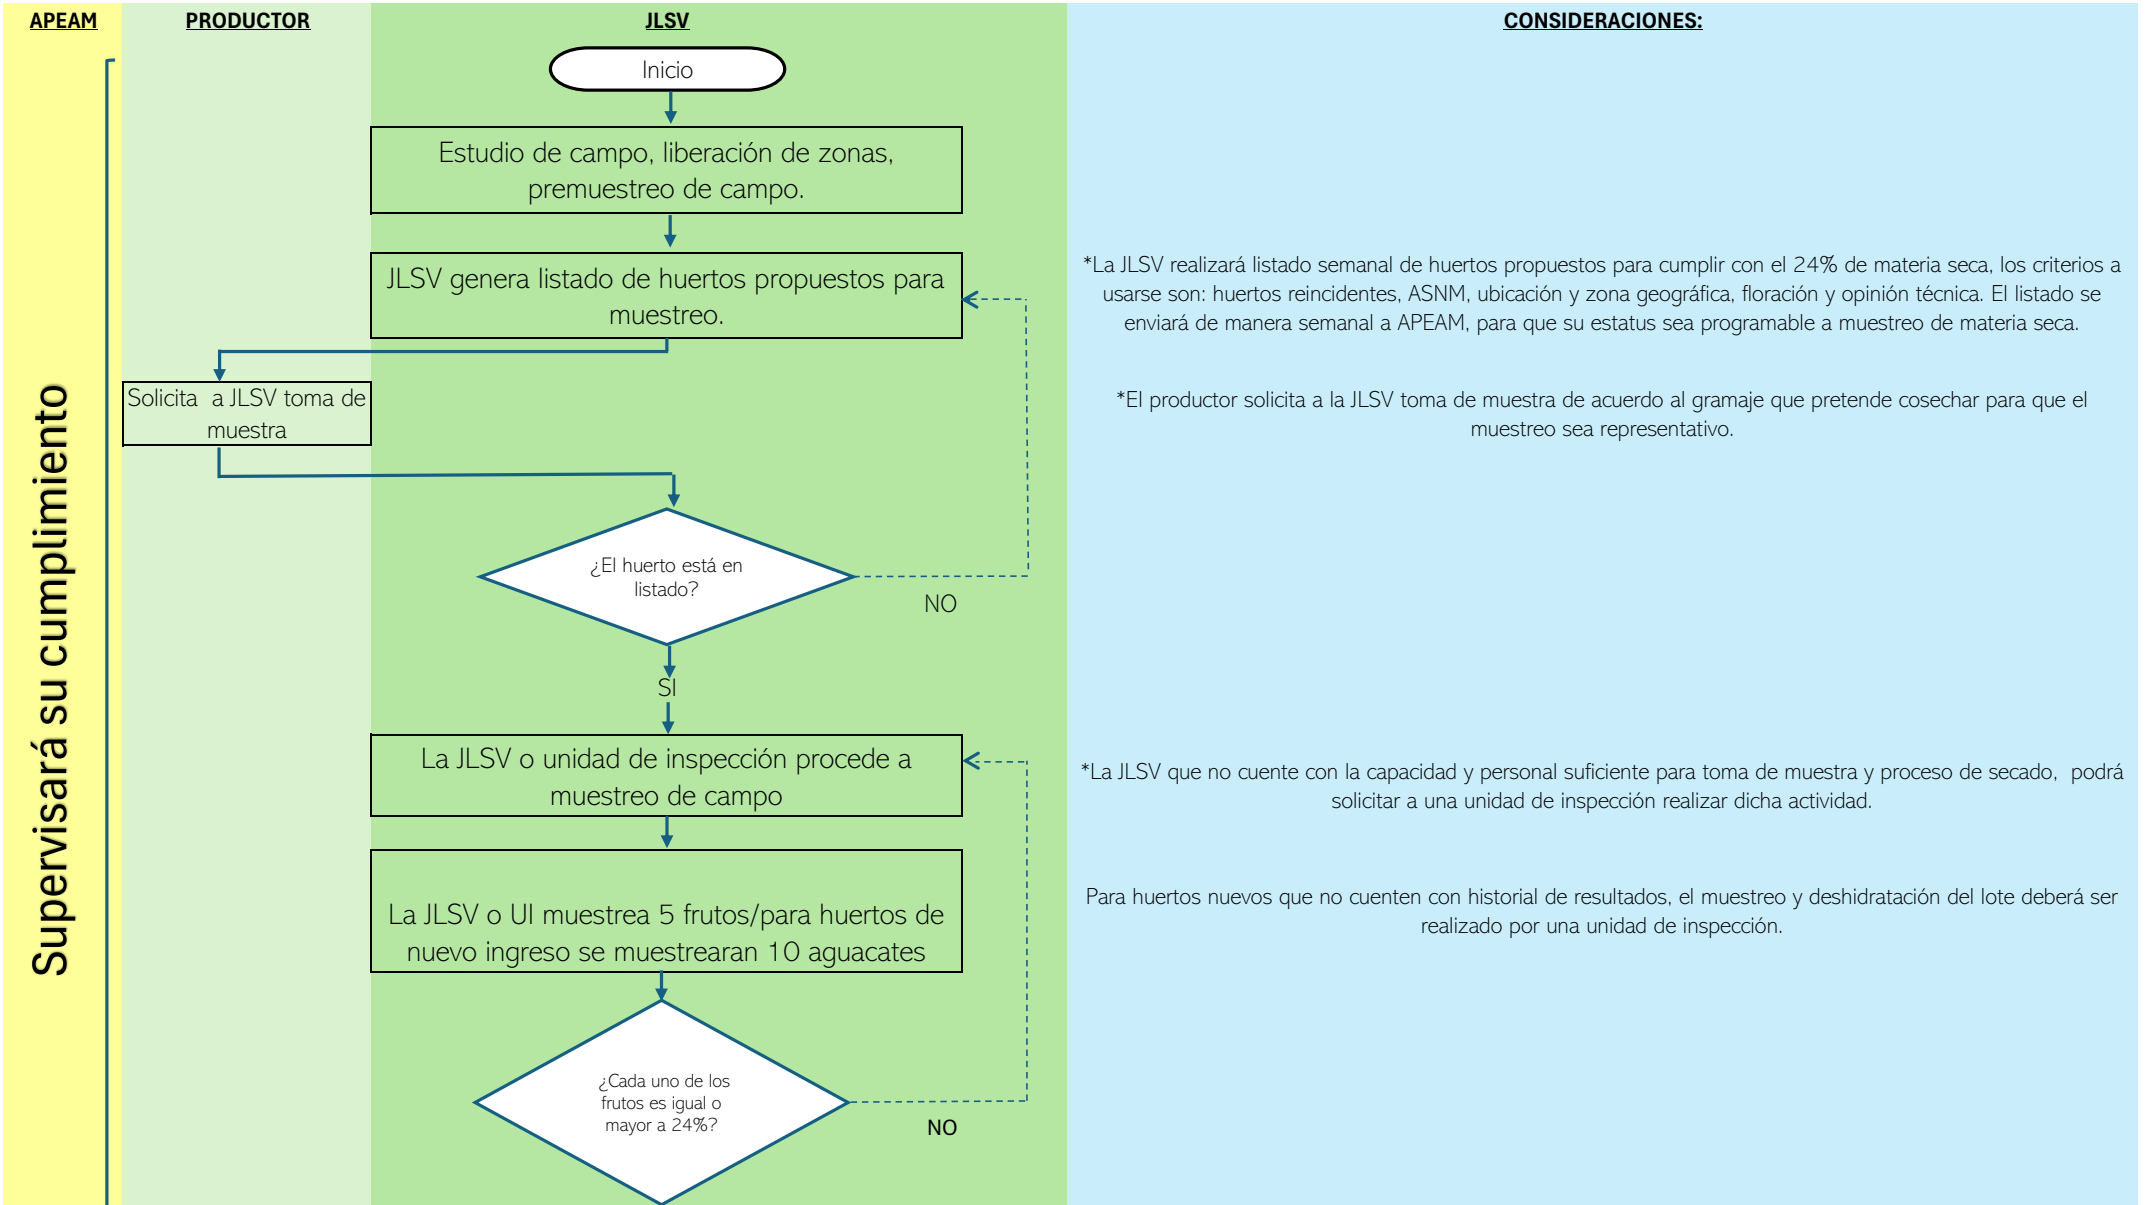 APEAM
PRODUCTOR
JLSV
CONSIDERACIONES:
Inicio
Estudio de campo, liberación de zonas,
premuestreo de campo.
JLSV genera listado de huertos propuestos para
muestreo.
*La JLSV realizará listado semanal de huertos propuestos para cumplir con el 24% de materia seca, los criterios a
usarse son: huertos reincidentes, ASNM, ubicación y zona geográfica, floración y opinión técnica. El listado se
enviará de manera semanal a APEAM, para que su estatus sea programable a muestreo de materia seca.
Solicita a JLSV toma de
muestra
*El productor solicita a la JLSV toma de muestra de acuerdo al gramaje que pretende cosechar para que el
muestreo sea representativo.
Supervisará su cumplimiento
¿El huerto está en
listado?
NO
SI
La JLSV o unidad de inspección procede a
muestreo de campo
*La JLSV que no cuente con la capacidad y personal suficiente para toma de muestra y proceso de secado, podrá
solicitar a una unidad de inspección realizar dicha actividad.
La JLSV o UI muestrea 5 frutos/para huertos de
nuevo ingreso se muestrearan 10 aguacates
Para huertos nuevos que no cuenten con historial de resultados, el muestreo y deshidratación del lote deberá ser
realizado por una unidad de inspección.
¿Cada uno de los
frutos es igual o
mayor a 24%?
NO